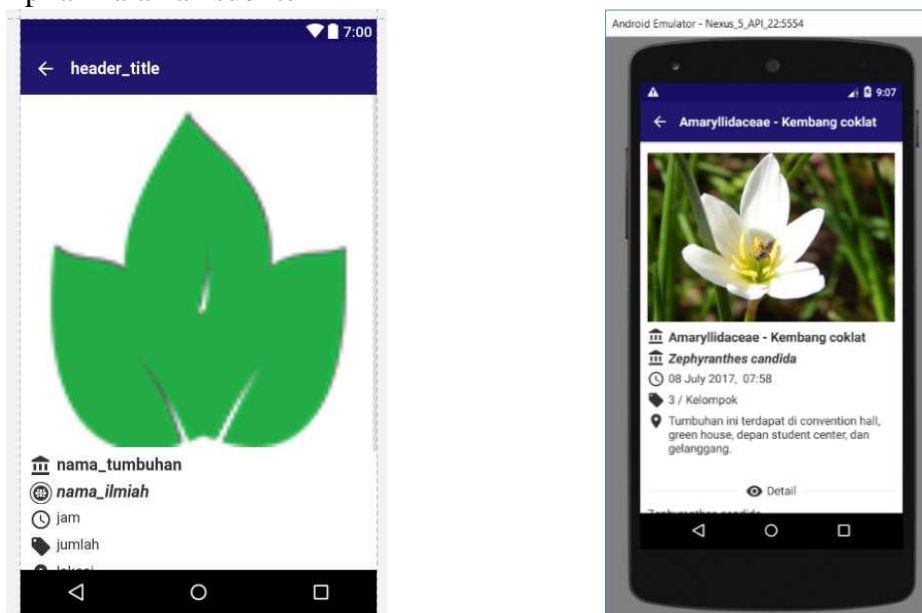 7:00
header_title
nama_tumbuhan
nama_ilmiah
jam
jumlah
Android Emulator - Nexus_5_API_22:5554
9:07
Amaryllidaceae - Kembang coklat
Amaryllidaceae - Kembang coklat
Zephyranthes candida
08 July 2017, 07:58
3 / Kelompok
Tumbuhan ini terdapat di convention hall,
green house, depan student center, dan
gelanggang.
Detail